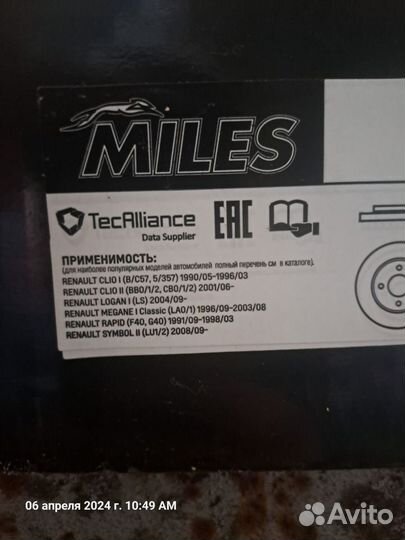 MILES
TecAlliance
Data Supplier
EAC
ПРИМЕНИМОСТЬ:
(для наиболее популярных моделей автомобилей полный перечень см в каталоге).
RENAULT CLIO I (B/C57, 5/357) 1990/05-1996/03
RENAULT CLIO II (BB0/1/2, CB0/1/2) 2001/06-
RENAULT LOGAN I (LS) 2004/09-
RENAULT MEGANE I Classic (LA0/1) 1996/09-2003/08
RENAULT RAPID (F40, G40) 1991/09-1998/03
RENAULT SYMBOL II (LU1/2) 2008/09-
06 апреля 2024 г. 10:49 AM
Avito